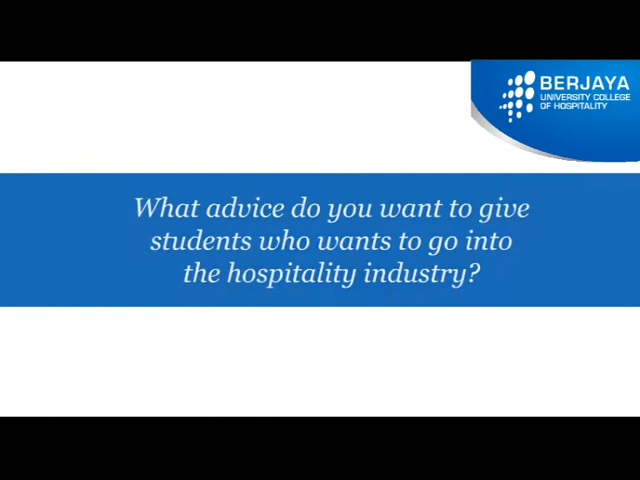 BERJAYA
UNIVERSITY COLLEGE
OF HOSPITALITY
What advice do you want to give
students who wants to go into
the hospitality industry?